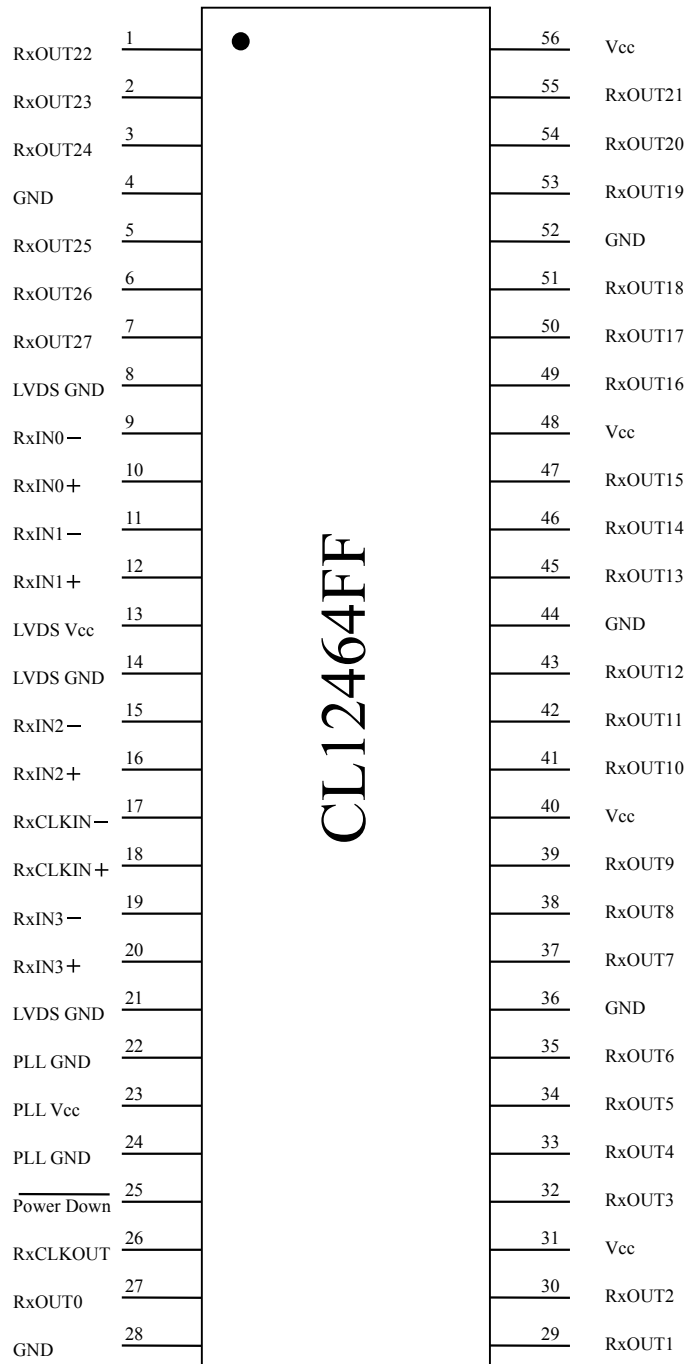 1 56
RxOUT22 Vcc
2 55
RxOUT23 RxOUT21
3 54
RxOUT24 RxOUT20
4 53
GND RxOUT19
5 52
RxOUT25 GND
6 51
RxOUT26 RxOUT18
7 50
RxOUT27 RxOUT17
8 49
LVDS GND RxOUT16
9 48
RxIN0− Vcc
10 47
RxIN0+ RxOUT15
11 46
RxIN1− RxOUT14
12 45
RxIN1+ RxOUT13
13 44
LVDS Vcc GND
14 43
LVDS GND RxOUT12
15 42
RxIN2− RxOUT11
16 41
RxIN2+ RxOUT10
17 40
RxCLKIN− Vcc
18 39
RxCLKIN+ RxOUT9
19 38
RxIN3− RxOUT8
20 37
RxIN3+ RxOUT7
21 36
LVDS GND GND
22 35
PLL GND RxOUT6
23 34
PLL Vcc RxOUT5
24 33
PLL GND RxOUT4
25 32
Power Down RxOUT3
26 31
RxCLKOUT Vcc
27 30
RxOUT0 RxOUT2
28 29
GND RxOUT1
CL12464FF